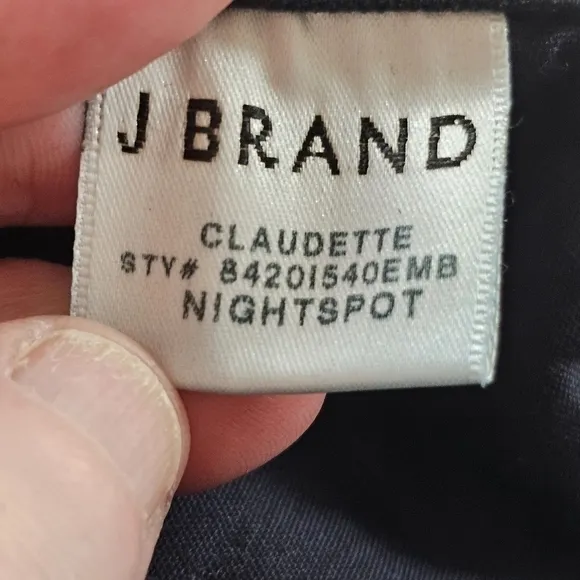 J BRAND
CLAUDETTE
STY# 8420I540EMB
NIGHTSPOT